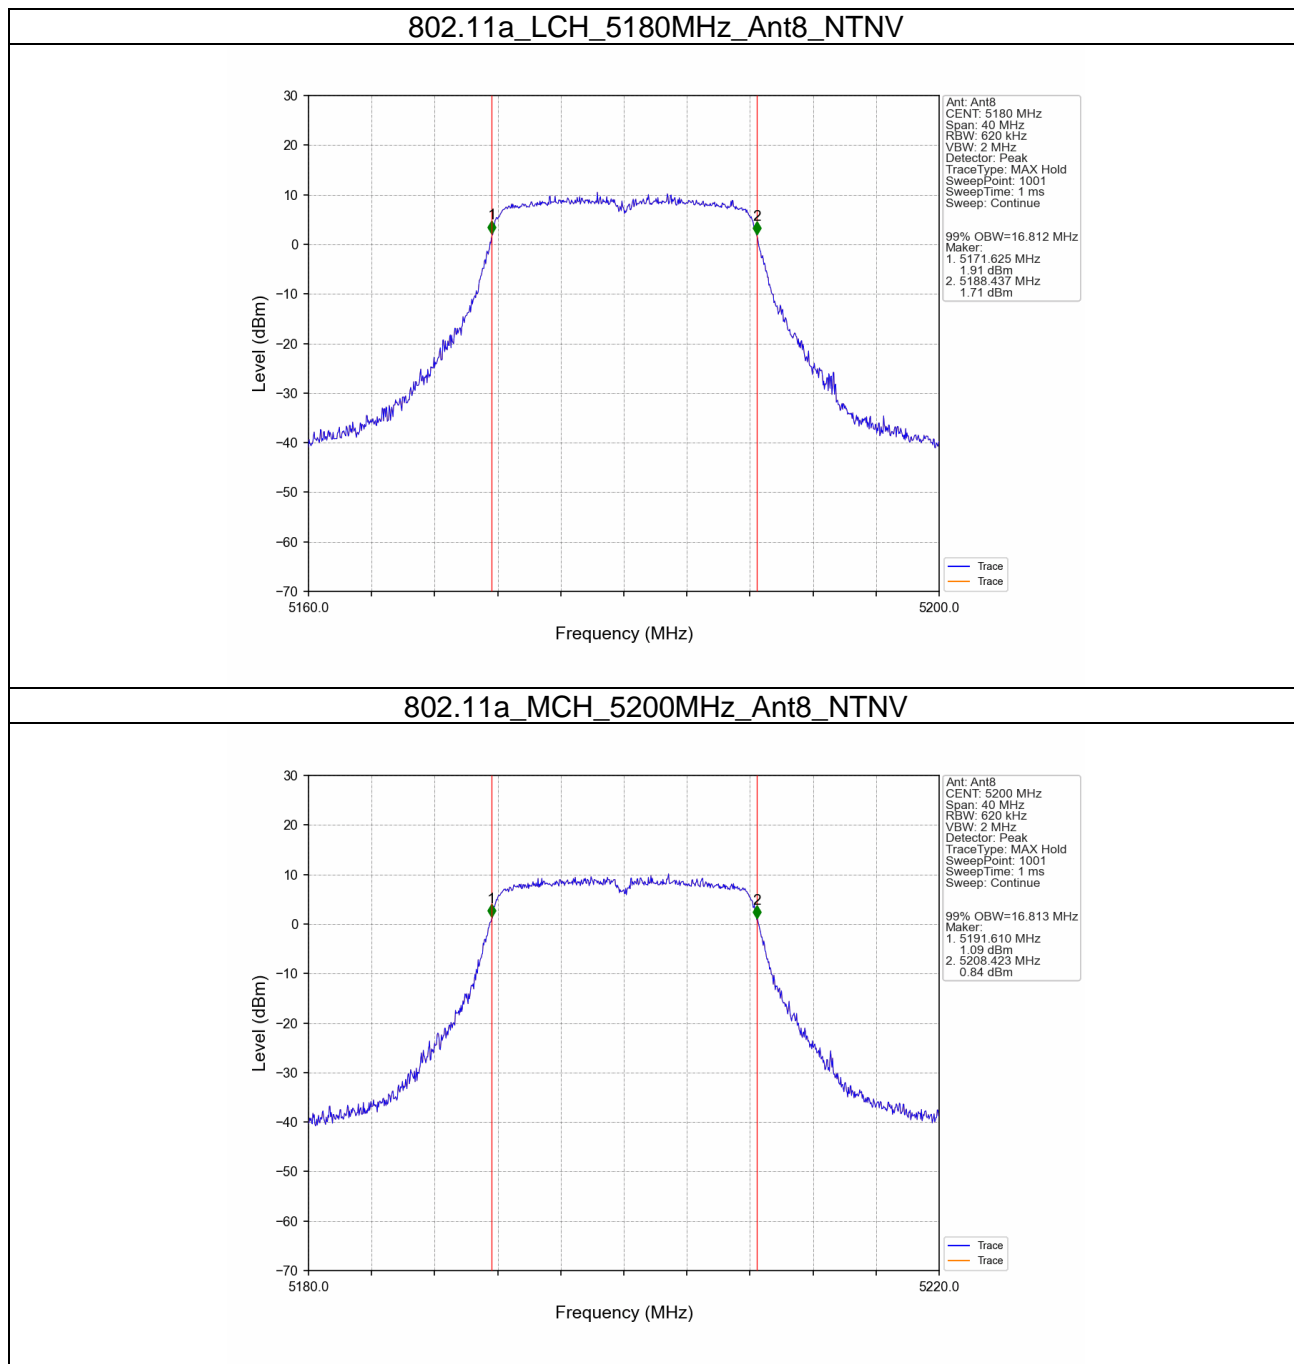 802.11a_LCH_5180MHz_Ant8_NTNV
30
20
10
0
−10
−20
−30
−40
−50
−60
−70
Level (dBm)
1
2
5160.0
5200.0
Frequency (MHz)
Ant: Ant8
CENT: 5180 MHz
Span: 40 MHz
RBW: 620 kHz
VBW: 2 MHz
Detector: Peak
TraceType: MAX Hold
SweepPoint: 1001
SweepTime: 1 ms
Sweep: Continue
99% OBW=16.812 MHz
Maker:
1. 5171.625 MHz
1.91 dBm
2. 5188.437 MHz
1.71 dBm
Trace
Trace
802.11a_MCH_5200MHz_Ant8_NTNV
30
20
10
0
−10
−20
−30
−40
−50
−60
−70
Level (dBm)
1
2
5180.0
5220.0
Frequency (MHz)
Ant: Ant8
CENT: 5200 MHz
Span: 40 MHz
RBW: 620 kHz
VBW: 2 MHz
Detector: Peak
TraceType: MAX Hold
SweepPoint: 1001
SweepTime: 1 ms
Sweep: Continue
99% OBW=16.813 MHz
Maker:
1. 5191.610 MHz
1.09 dBm
2. 5208.423 MHz
0.84 dBm
Trace
Trace